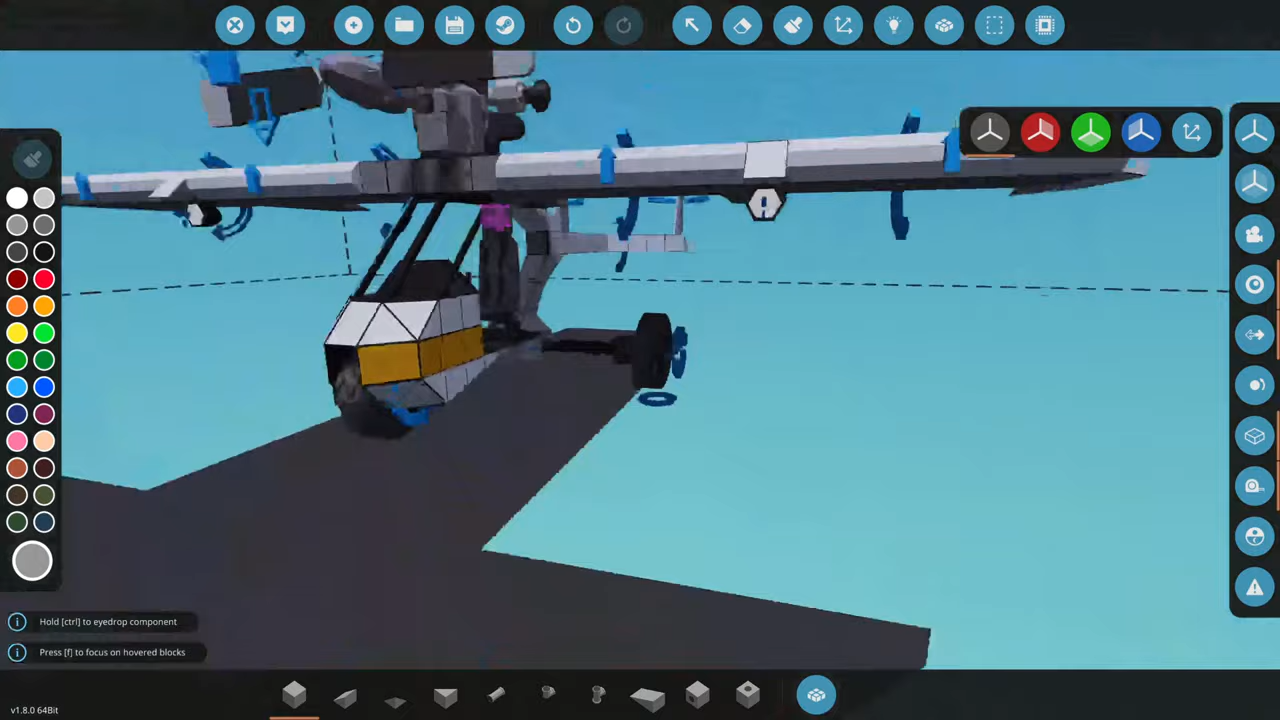 Hold [ctrl] to eyedrop component
Press [f] to focus on hovered blocks
v1.8.0 64Bit